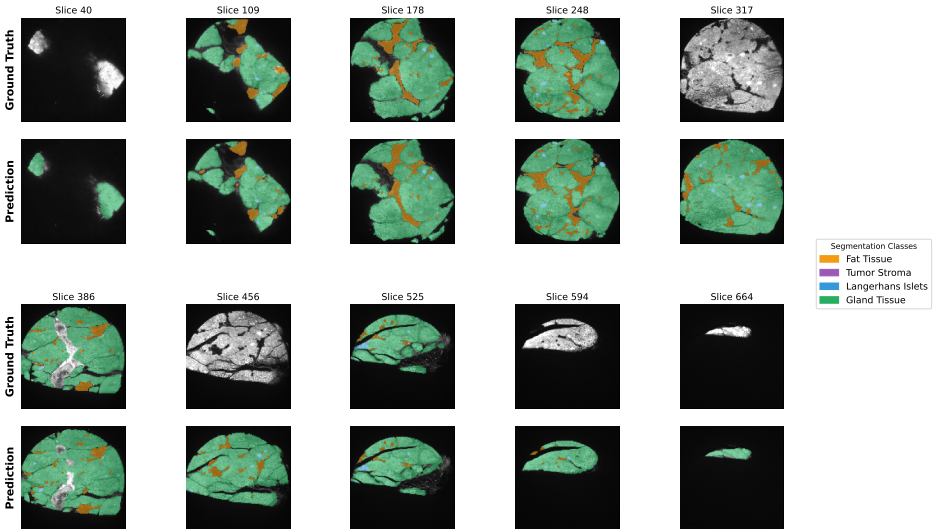 Slice 40 Slice 109 Slice 178 Slice 248 Slice 317
Ground Truth
Prediction
Segmentation Classes
Fat Tissue
Tumor Stroma
Langerhans Islets
Gland Tissue
Slice 386 Slice 456 Slice 525 Slice 594 Slice 664
Ground Truth
Prediction